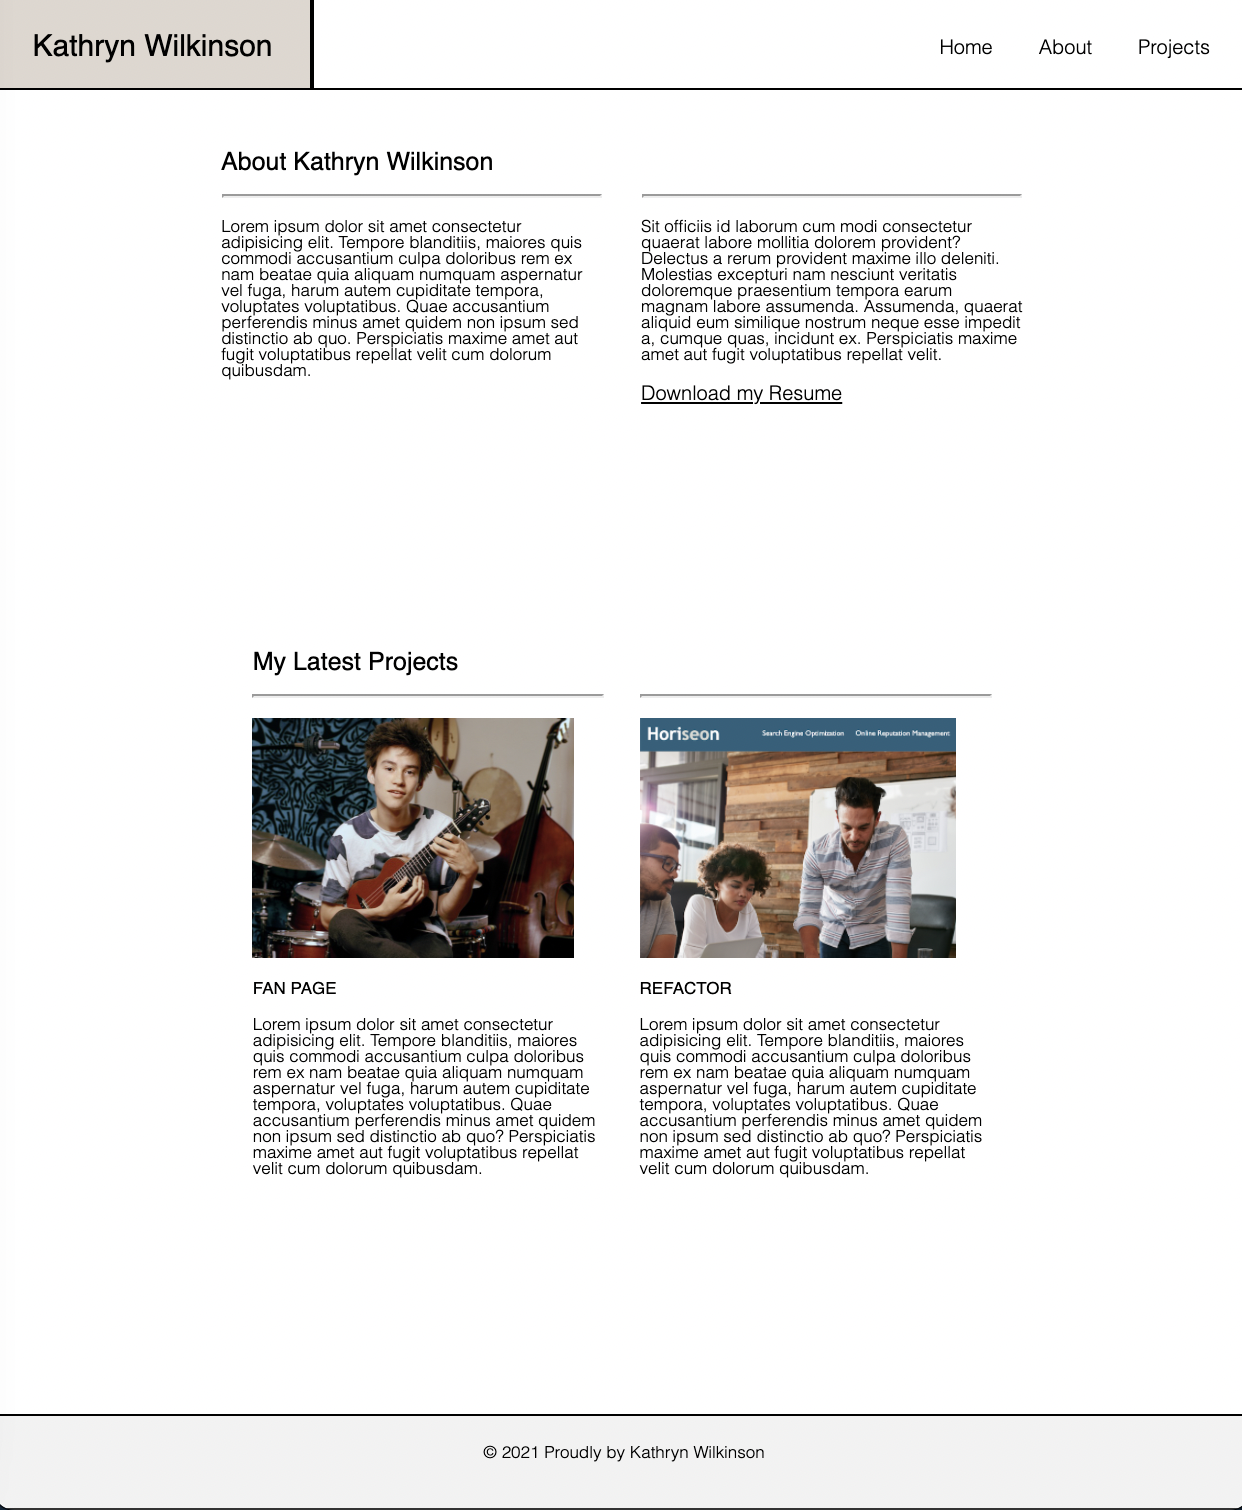 Kathryn Wilkinson
Home About Projects
About Kathryn Wilkinson
Lorem ipsum dolor sit amet consectetur
adipisicing elit. Tempore blanditiis, maiores quis
commodi accusantium culpa doloribus rem ex
nam beatae quia aliquam numquam aspernatur
vel fuga, harum autem cupiditate tempora,
voluptates voluptatibus. Quae accusantium
perferendis minus amet quidem non ipsum sed
distinctio ab quo. Perspiciatis maxime amet aut
fugit voluptatibus repellat velit cum dolorum
quibusdam.
Sit officiis id laborum cum modi consectetur
quaerat labore mollitia dolorem provident?
Delectus a rerum provident maxime illo deleniti.
Molestias excepturi nam nesciunt veritatis
doloremque praesentium tempora earum
magnam labore assumenda. Assumenda, quaerat
aliquid eum similique nostrum neque esse impedit
a, cumque quas, incidunt ex. Perspiciatis maxime
amet aut fugit voluptatibus repellat velit.
Download my Resume
My Latest Projects
FAN PAGE
Lorem ipsum dolor sit amet consectetur
adipisicing elit. Tempore blanditiis, maiores
quis commodi accusantium culpa doloribus
rem ex nam beatae quia aliquam numquam
aspernatur vel fuga, harum autem cupiditate
tempora, voluptates voluptatibus. Quae
accusantium perferendis minus amet quidem
non ipsum sed distinctio ab quo? Perspiciatis
maxime amet aut fugit voluptatibus repellat
velit cum dolorum quibusdam.
Horiseon Search Engine Optimization Online Reputation Management
REFACTOR
Lorem ipsum dolor sit amet consectetur
adipisicing elit. Tempore blanditiis, maiores
quis commodi accusantium culpa doloribus
rem ex nam beatae quia aliquam numquam
aspernatur vel fuga, harum autem cupiditate
tempora, voluptates voluptatibus. Quae
accusantium perferendis minus amet quidem
non ipsum sed distinctio ab quo? Perspiciatis
maxime amet aut fugit voluptatibus repellat
velit cum dolorum quibusdam.
© 2021 Proudly by Kathryn Wilkinson